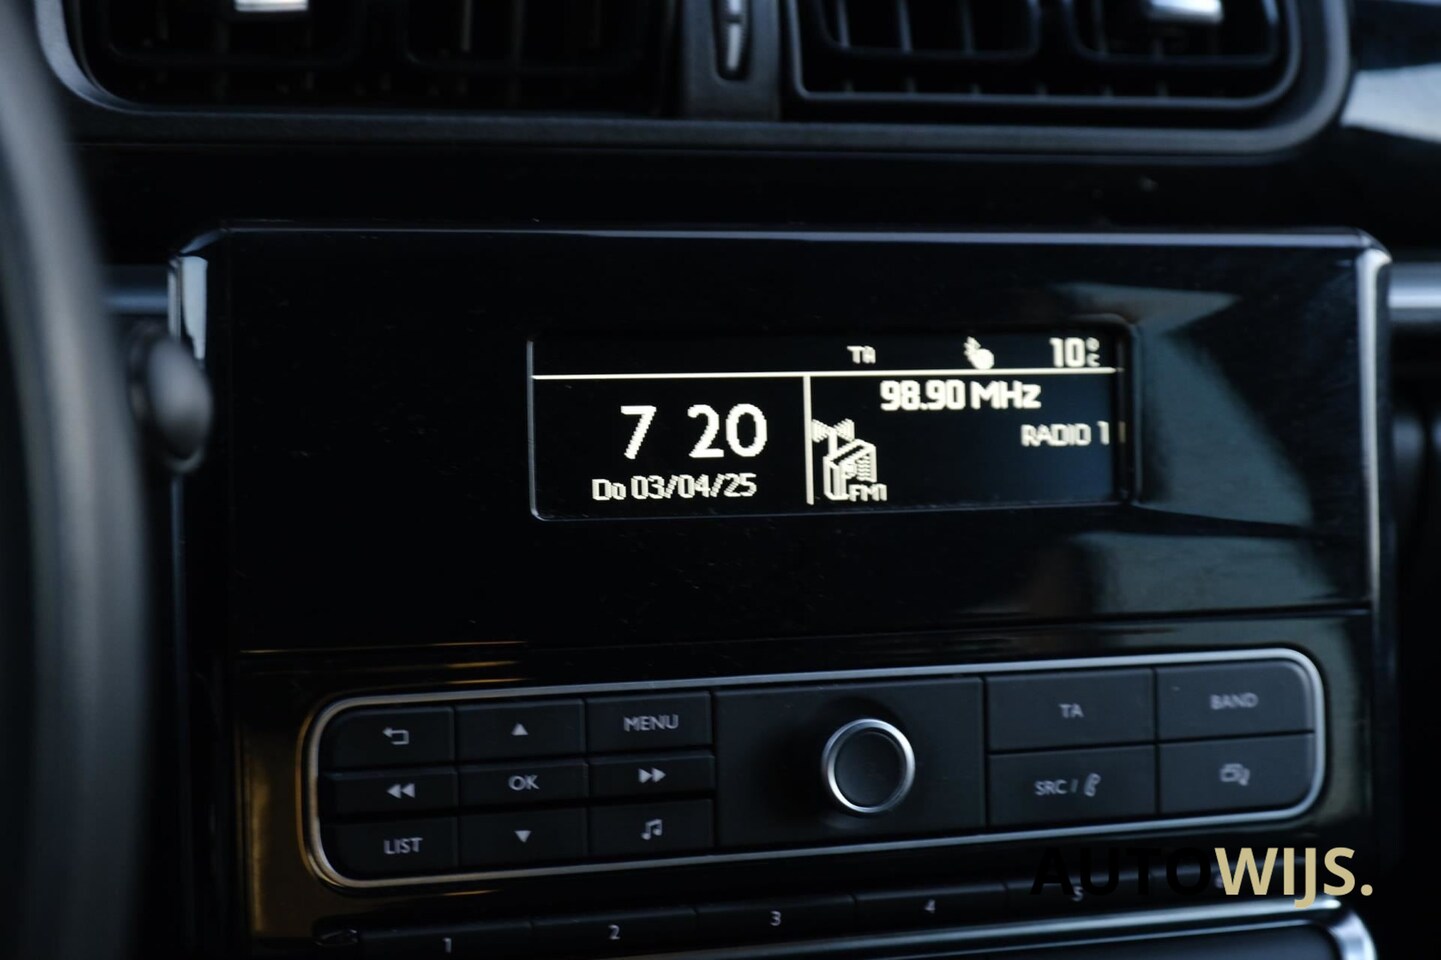 TA 10°C
98.90 MHz
7 20
RADIO 1
Do 03/04/25
FM1
MENU
TA
BAND
OK
SRC /
LIST
1 2 3 4 5
AUTOWIJS.